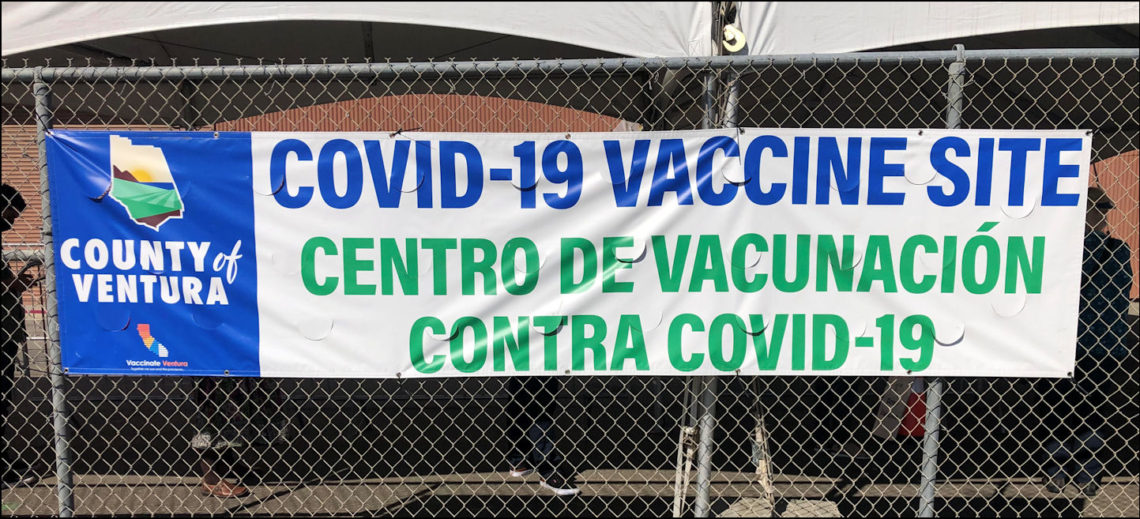 COVID-19 VACCINE SITE
CENTRO DE VACUNACIÓN
CONTRA COVID-19
COUNTY of
VENTURA
Vaccinate Ventura